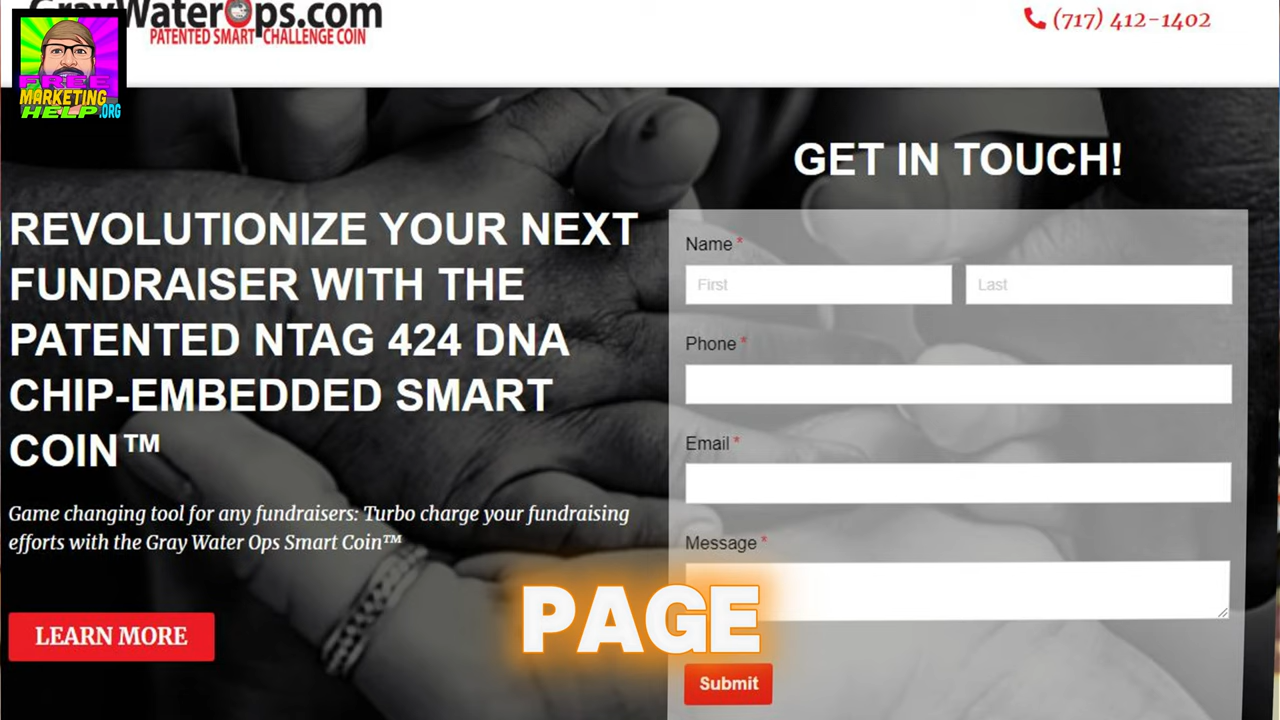 GrayWaterOps.com
PATENTED SMART CHALLENGE COIN
(717) 412-1402
FREE
MARKETING
HELP.ORG
GET IN TOUCH!
REVOLUTIONIZE YOUR NEXT
FUNDRAISER WITH THE
PATENTED NTAG 424 DNA
CHIP-EMBEDDED SMART
COIN™
Game changing tool for any fundraisers: Turbo charge your fundraising
efforts with the Gray Water Ops Smart Coin™
LEARN MORE
Name *
First
Last
Phone *
Email *
Message *
PAGE
Submit